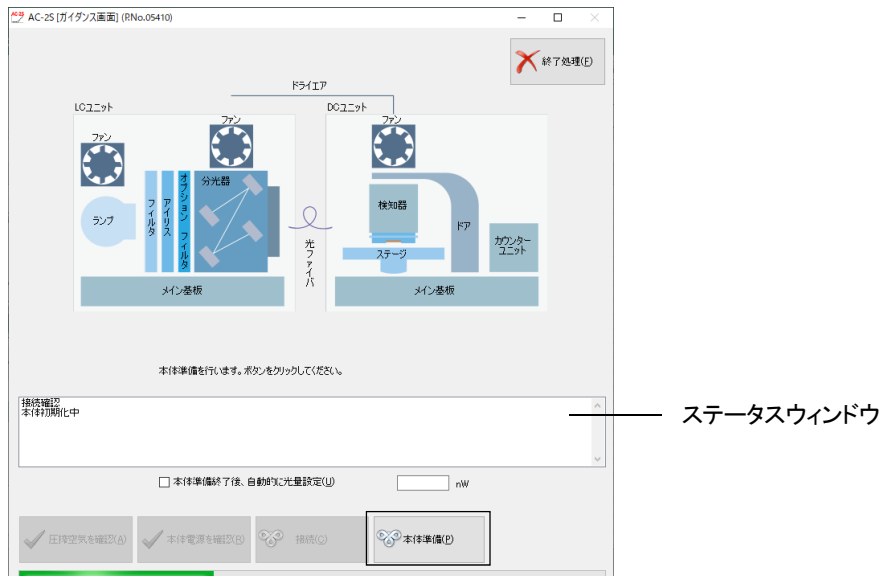 AC-2S [ガイダンス画面] (P.No.05410)
終了処理(F)
ドライエア
LCユニット
DCユニット
ファン
ファン
ファン
フィルタ
アイリス
オプション フィルタ
分光器
ランプ
検知器
ドア
カウンター
ユニット
ステージ
光ファイバ
メイン基板
メイン基板
本体準備を行います。ボタンをクリックしてください。
接続確認
本体初期化中
ステータスウィンドウ
本体準備終了後、自動的に光量設定(U)
nW
圧搾空気を確認(A)
本体電源を確認(R)
接続(C)
本体準備(P)